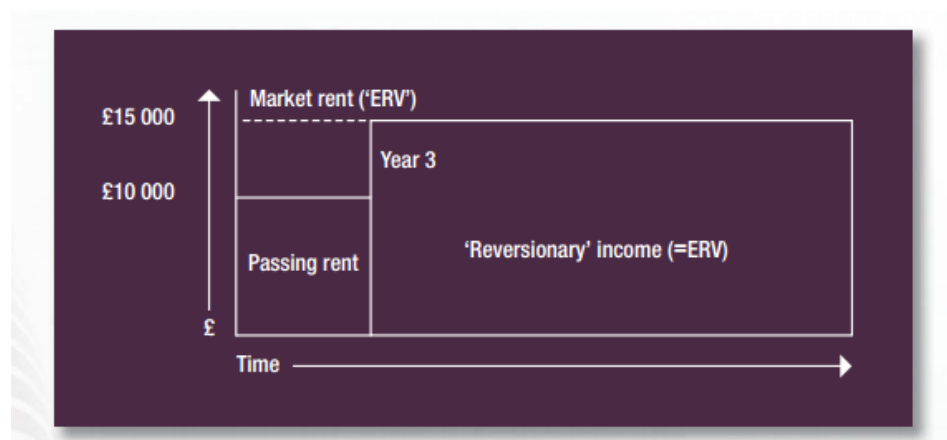 Market rent (‘ERV’)
£15 000
Year 3
£10 000
Passing rent
‘Reversionary’ income (=ERV)
£
Time